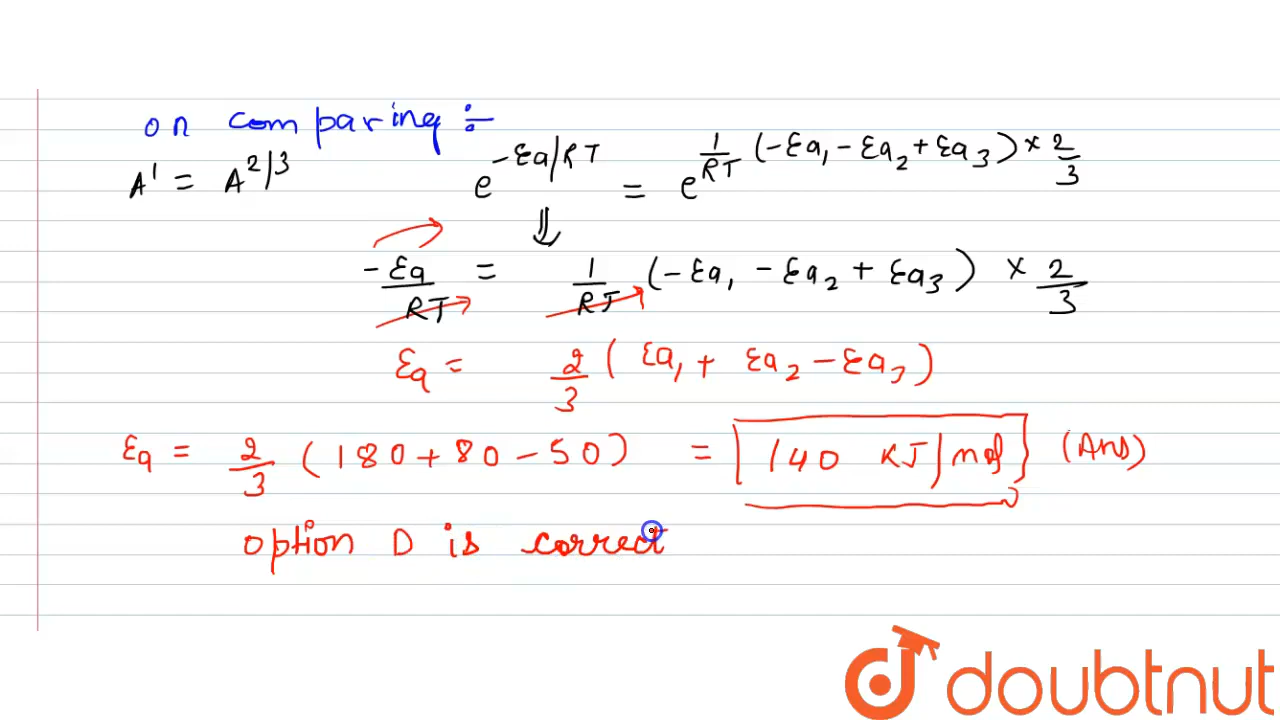 on comparing :-
A' = A^2/3 e^-Ea/RT = e^1/RT (-Ea1 - Ea2 + Ea3) × 2/3
⇓
-Ea/RT = 1/RT (-Ea1 - Ea2 + Ea3) × 2/3
Ea = 2/3 (Ea1 + Ea2 - Ea3)
Ea = 2/3 (180 + 80 - 50) = 140 KJ/mol (Ans)
option D is correct
doubtnut